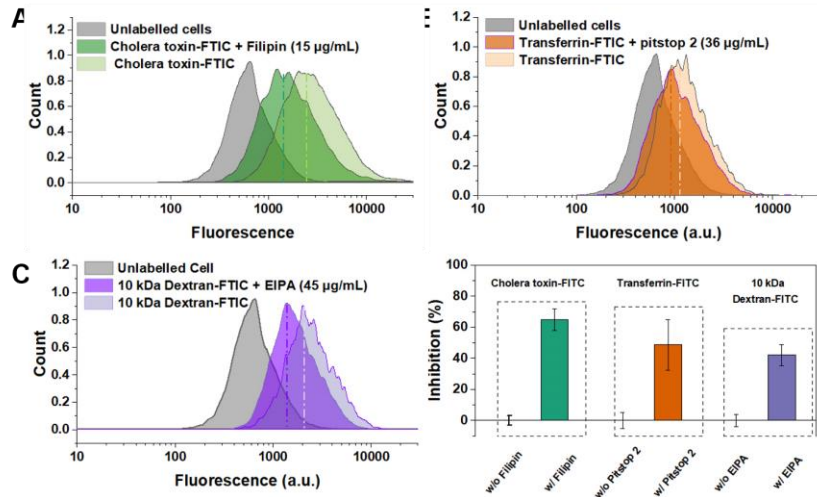 A
Unlabelled cells
Cholera toxin-FTIC + Filipin (15 µg/mL)
Cholera toxin-FTIC
Count
1.2
1.0
0.8
0.6
0.4
0.2
0.0
10
100
1000
10000
Fluorescence
Unlabelled cells
Transferrin-FTIC + pitstop 2 (36 µg/mL)
Transferrin-FTIC
Count
1.2
1.0
0.8
0.6
0.4
0.2
0.0
10
100
1000
10000
Fluorescence (a.u.)
C
Unlabelled Cell
10 kDa Dextran-FTIC + EIPA (45 µg/mL)
10 kDa Dextran-FTIC
Count
1.2
1.0
0.8
0.6
0.4
0.2
0.0
10
100
1000
10000
Fluorescence (a.u.)
Inhibition (%)
100
80
60
40
20
0
Cholera toxin-FITC
Transferrin-FITC
10 kDa
Dextran-FITC
w/o Filipin
w/ Filipin
w/o Pitstop 2
w/ Pitstop 2
w/o EIPA
w/ EIPA